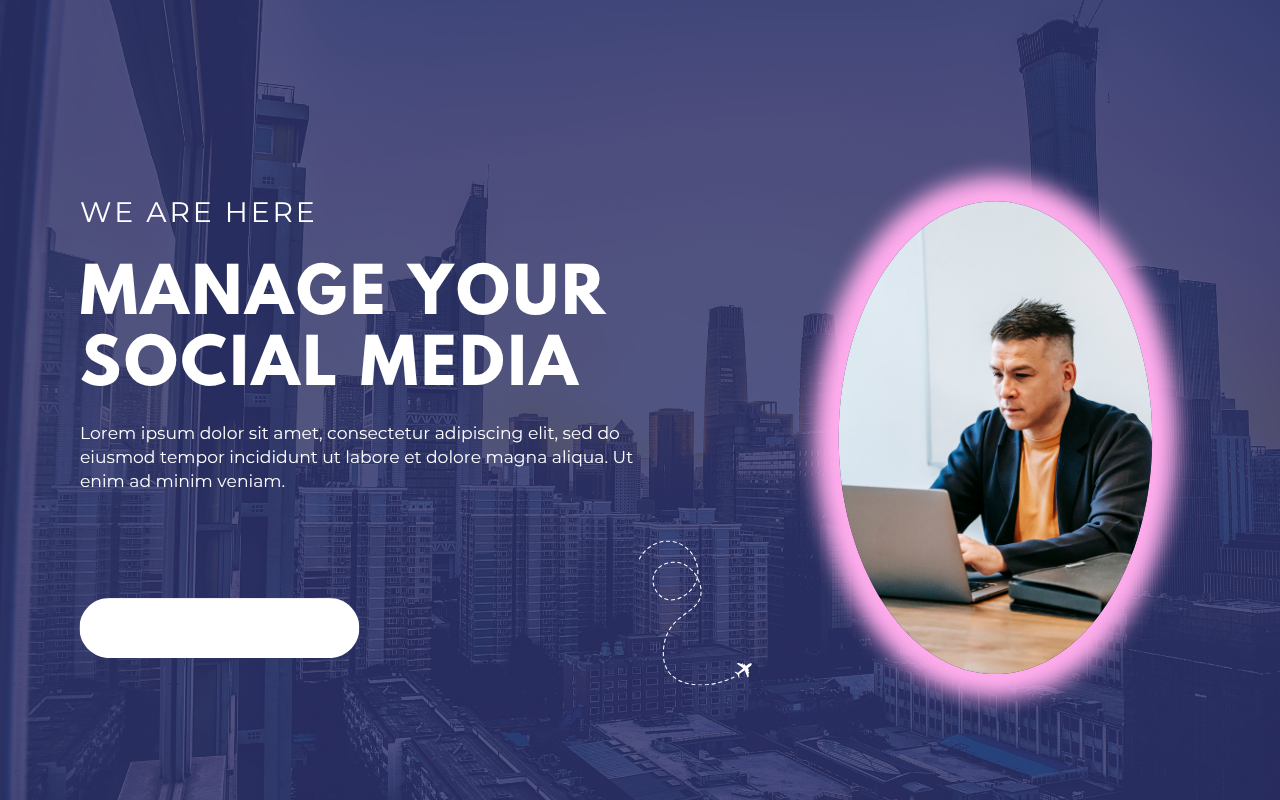 WE ARE HERE
MANAGE YOUR
SOCIAL MEDIA
Lorem ipsum dolor sit amet, consectetur adipiscing elit, sed do
eiusmod tempor incididunt ut labore et dolore magna aliqua. Ut
enim ad minim veniam.